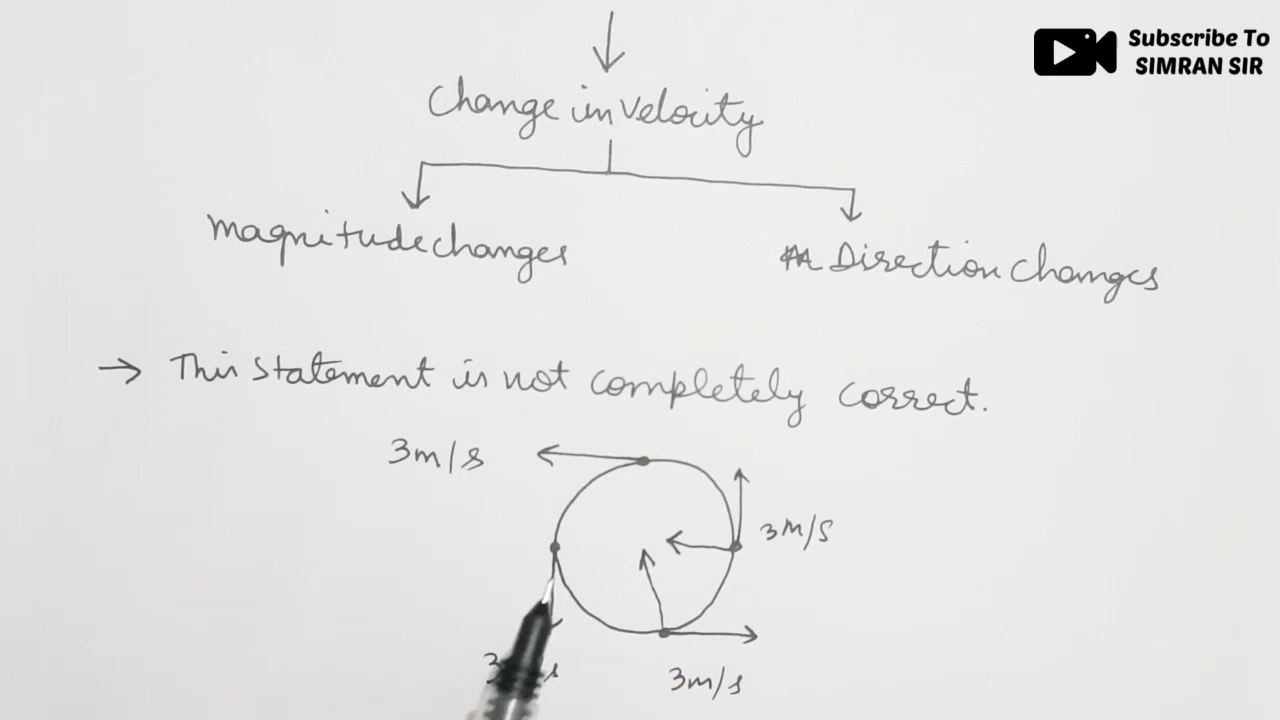 Subscribe To
SIMRAN SIR
Change in Velocity
Magnitude changes
Direction Changes
→ This statement is not completely correct.
3m/s
3m/s
3m/s